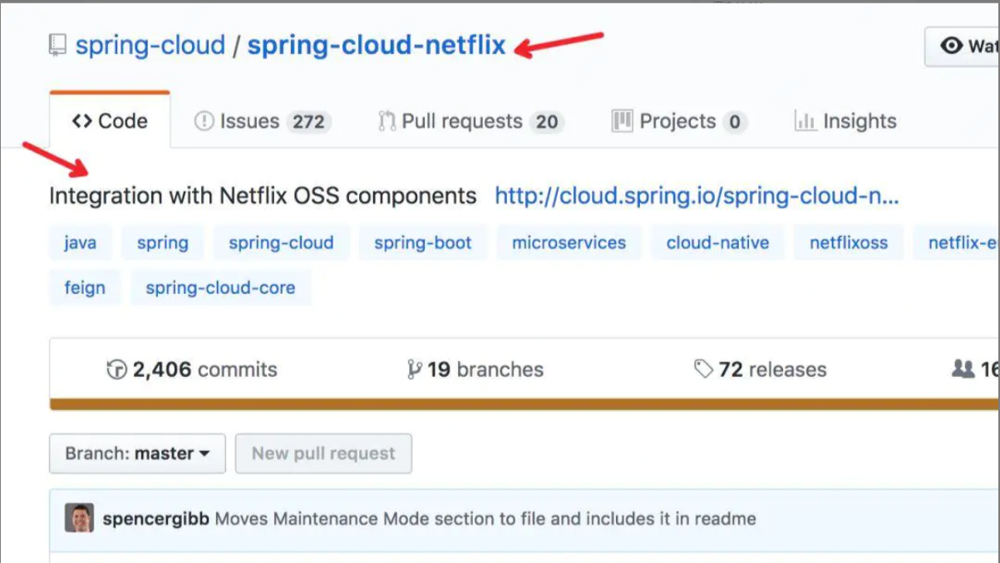 spring-cloud / spring-cloud-netflix
Code Issues 272 Pull requests 20 Projects 0 Insights
Integration with Netflix OSS components http://cloud.spring.io/spring-cloud-n...
java spring spring-cloud spring-boot microservices cloud-native netflixoss netflix-e
feign spring-cloud-core
2,406 commits 19 branches 72 releases 16
Branch: master New pull request
spencergibb Moves Maintenance Mode section to file and includes it in readme